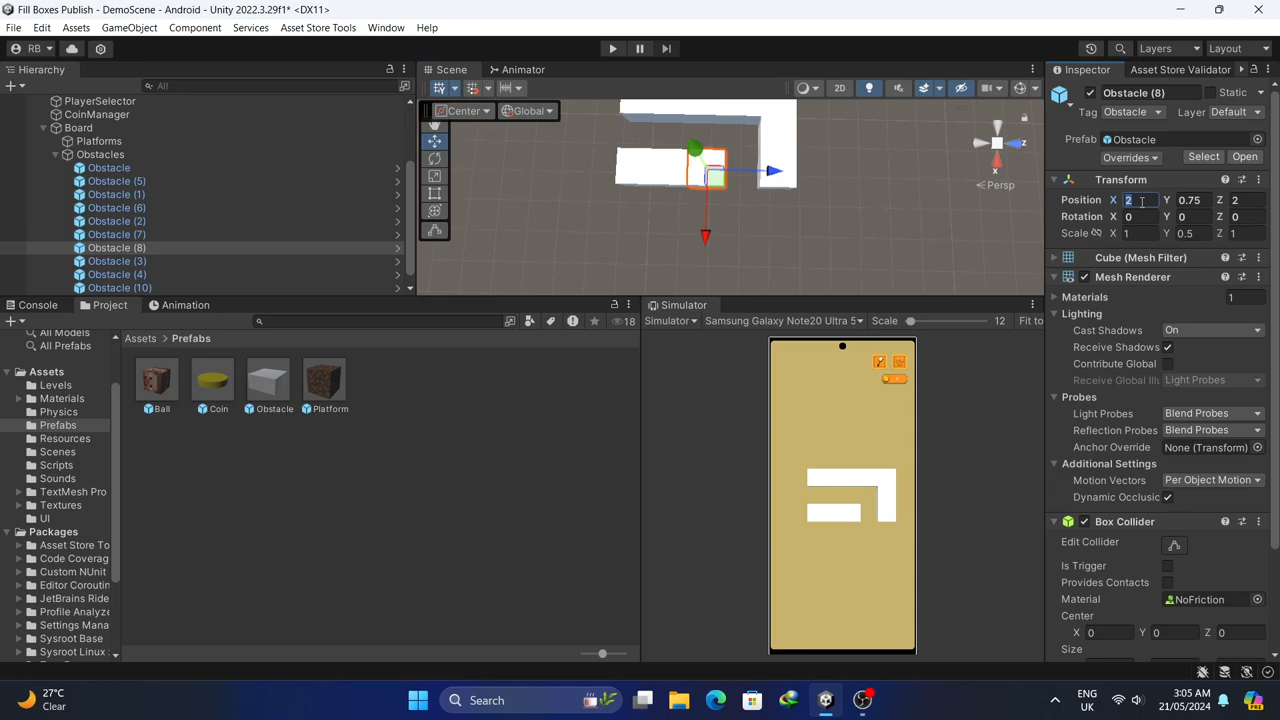 Fill Boxes Publish - DemoScene - Android - Unity 2022.3.29f1* <DX11>
File Edit Assets GameObject Component Services Asset Store Tools Window Help
RB
Layers Layout
Hierarchy
All
PlayerSelector
CoinManager
Board
Platforms
Obstacles
Obstacle
Obstacle (5)
Obstacle (1)
Obstacle (6)
Obstacle (2)
Obstacle (7)
Obstacle (8)
Obstacle (3)
Obstacle (4)
Obstacle (10)
Scene Animator
2D
Center Global
z
x
Persp
Inspector Asset Store Validator
Obstacle (8) Static
Tag Obstacle Layer Default
Prefab Obstacle
Overrides Select Open
Transform
Position X 2 Y 0.75 Z 2
Rotation X 0 Y 0 Z 0
Scale X 1 Y 0.5 Z 1
Cube (Mesh Filter)
Mesh Renderer
Materials 1
Lighting
Cast Shadows On
Receive Shadows
Contribute Global
Receive Global Illu Light Probes
Probes
Light Probes Blend Probes
Reflection Probes Blend Probes
Anchor Override None (Transform)
Additional Settings
Motion Vectors Per Object Motion
Dynamic Occlusic
Box Collider
Edit Collider
Is Trigger
Provides Contacts
Material NoFriction
Center
X 0 Y 0 Z 0
Size
Console Project Animation
18
All Models
All Prefabs
Assets
Levels
Materials
Physics
Prefabs
Resources
Scenes
Scripts
Sounds
TextMesh Pro
Textures
UI
Packages
Asset Store To
Code Coverag
Custom NUnit
Editor Corouti
JetBrains Ride
Profile Analyze
Settings Mana
Sysroot Base
Sysroot Linux
Assets > Prefabs
Ball Coin Obstacle Platform
Simulator
Simulator Samsung Galaxy Note20 Ultra 5 Scale 12 Fit to
27°C
Clear
Search
ENG
UK
3:05 AM
21/05/2024